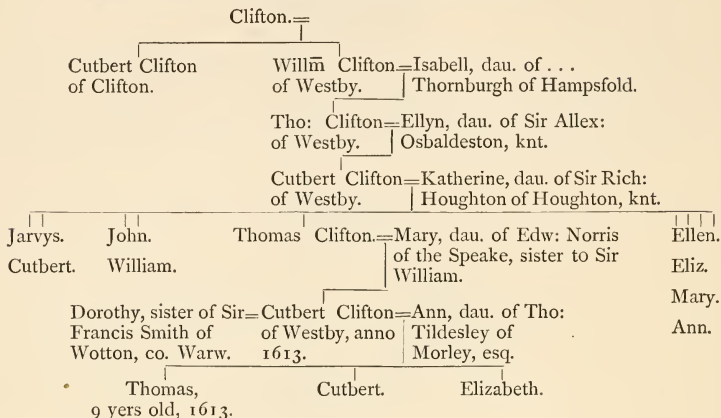 Clifton.=
Cutbert Clifton
of Clifton.
Willm̄ Clifton=Isabell, dau. of . . .
of Westby. Thornburgh of Hampsfold.
Tho: Clifton=Ellyn, dau. of Sir Allex:
of Westby. Osbaldeston, knt.
Cutbert Clifton=Katherine, dau. of Sir Rich:
of Westby. Houghton of Houghton, knt.
Jarvys.
Cutbert.
John.
William.
Thomas Clifton.=Mary, dau. of Edw: Norris
of the Speake, sister to Sir
William.
Ellen.
Eliz.
Mary.
Ann.
Dorothy, sister of Sir=Cutbert Clifton=Ann, dau. of Tho:
Francis Smith of of Westby, anno Tildesley of
Wotton, co. Warw. 1613. Morley, esq.
Thomas,
9 yers old, 1613.
Cutbert.
Elizabeth.